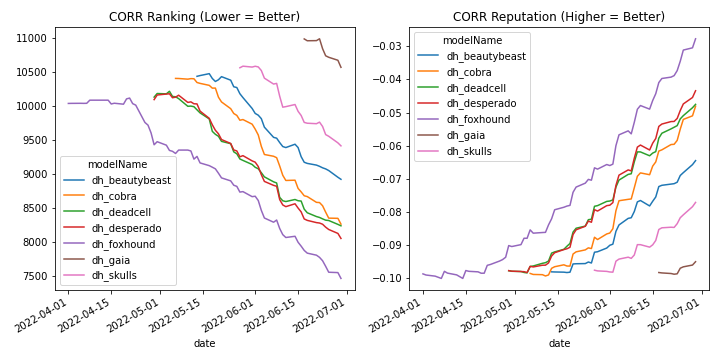 CORR Ranking (Lower = Better)
11000
10500
10000
9500
9000
8500
8000
7500
modelName
dh_beautybeast
dh_cobra
dh_deadcell
dh_desperado
dh_foxhound
dh_gaia
dh_skulls
2022-04-01
2022-04-15
2022-05-01
2022-05-15
2022-06-01
2022-06-15
2022-07-01
date
CORR Reputation (Higher = Better)
−0.03
−0.04
−0.05
−0.06
−0.07
−0.08
−0.09
−0.10
modelName
dh_beautybeast
dh_cobra
dh_deadcell
dh_desperado
dh_foxhound
dh_gaia
dh_skulls
2022-04-01
2022-04-15
2022-05-01
2022-05-15
2022-06-01
2022-06-15
2022-07-01
date